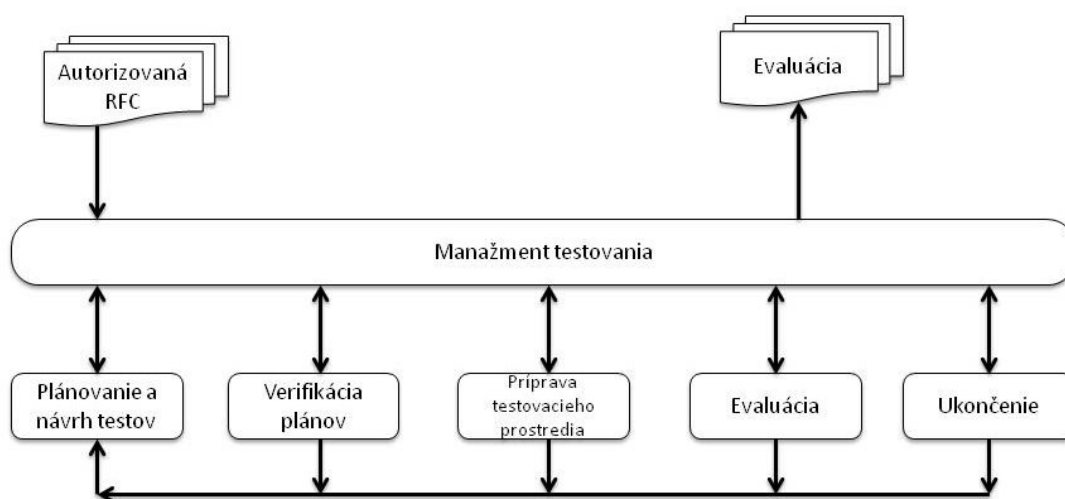 Autorizovaná
RFC
Evaluácia
Manažment testovania
Plánovanie a
návrh testov
Verifikácia
plánov
Príprava
testovacieho
prostredia
Evaluácia
Ukončenie